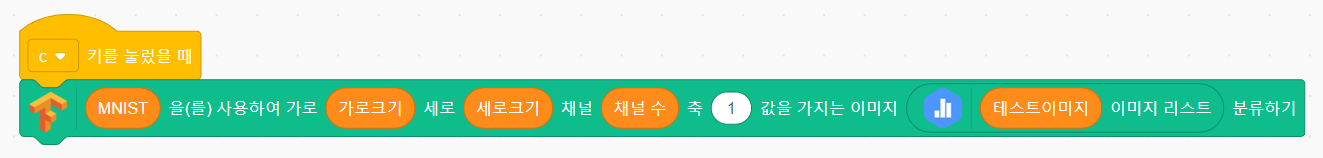 c 키를 눌렀을 때
MNIST 을(를) 사용하여 가로 가로크기 세로 세로크기 채널 채널 수 축 1 값을 가지는 이미지 테스트이미지 이미지 리스트 분류하기